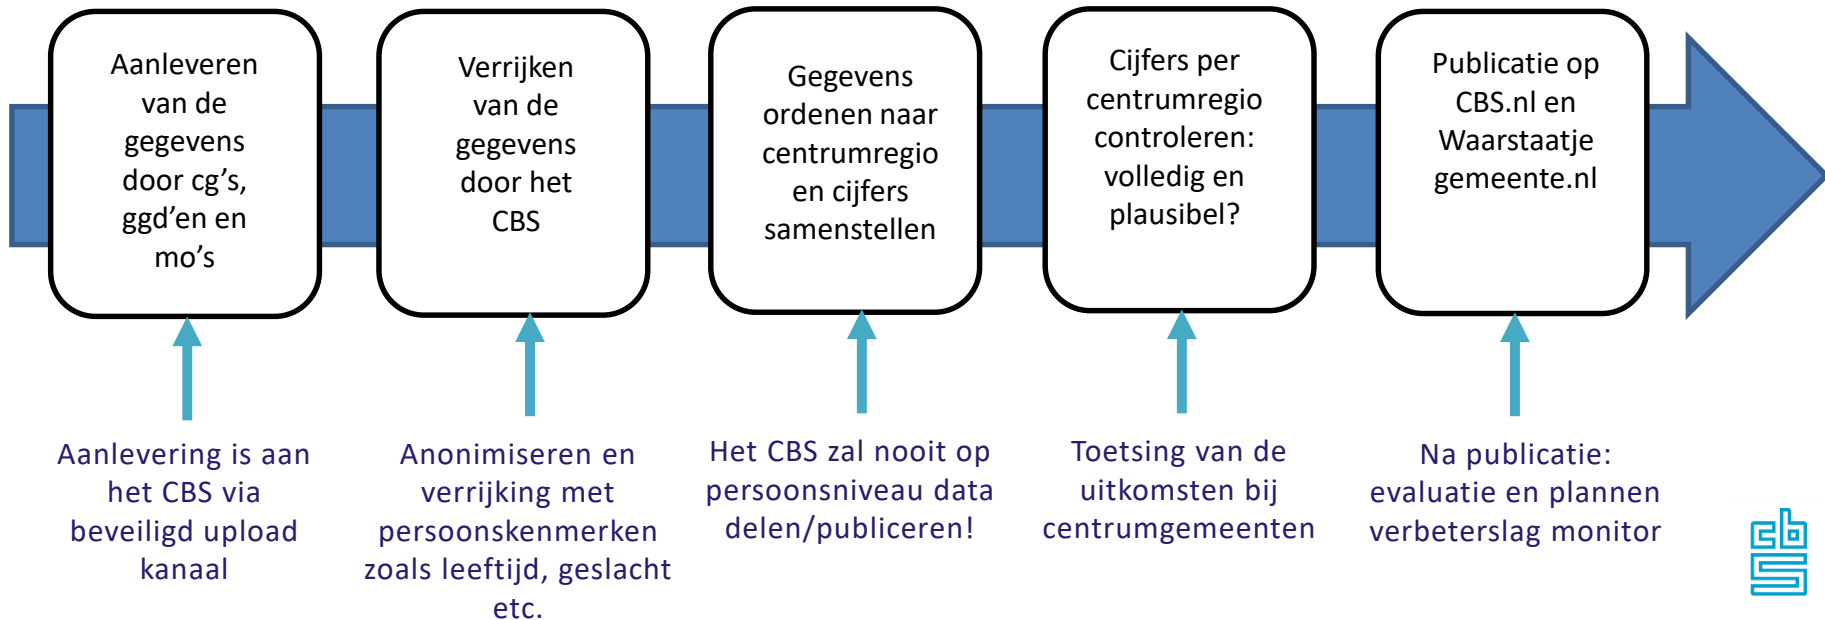 Aanleveren
van de
gegevens
door cg’s,
ggd’en en
mo’s
Verrijken
van de
gegevens
door het
CBS
Gegevens
ordenen naar
centrumregio
en cijfers
samenstellen
Cijfers per
centrumregio
controleren:
volledig en
plausibel?
Publicatie op
CBS.nl en
Waarstaatje
gemeente.nl
Aanlevering is aan
het CBS via
beveiligd upload
kanaal
Anonimiseren en
verrijking met
persoonskenmerken
zoals leeftijd, geslacht
etc.
Het CBS zal nooit op
persoonsniveau data
delen/publiceren!
Toetsing van de
uitkomsten bij
centrumgemeenten
Na publicatie:
evaluatie en plannen
verbeterslag monitor
cbs